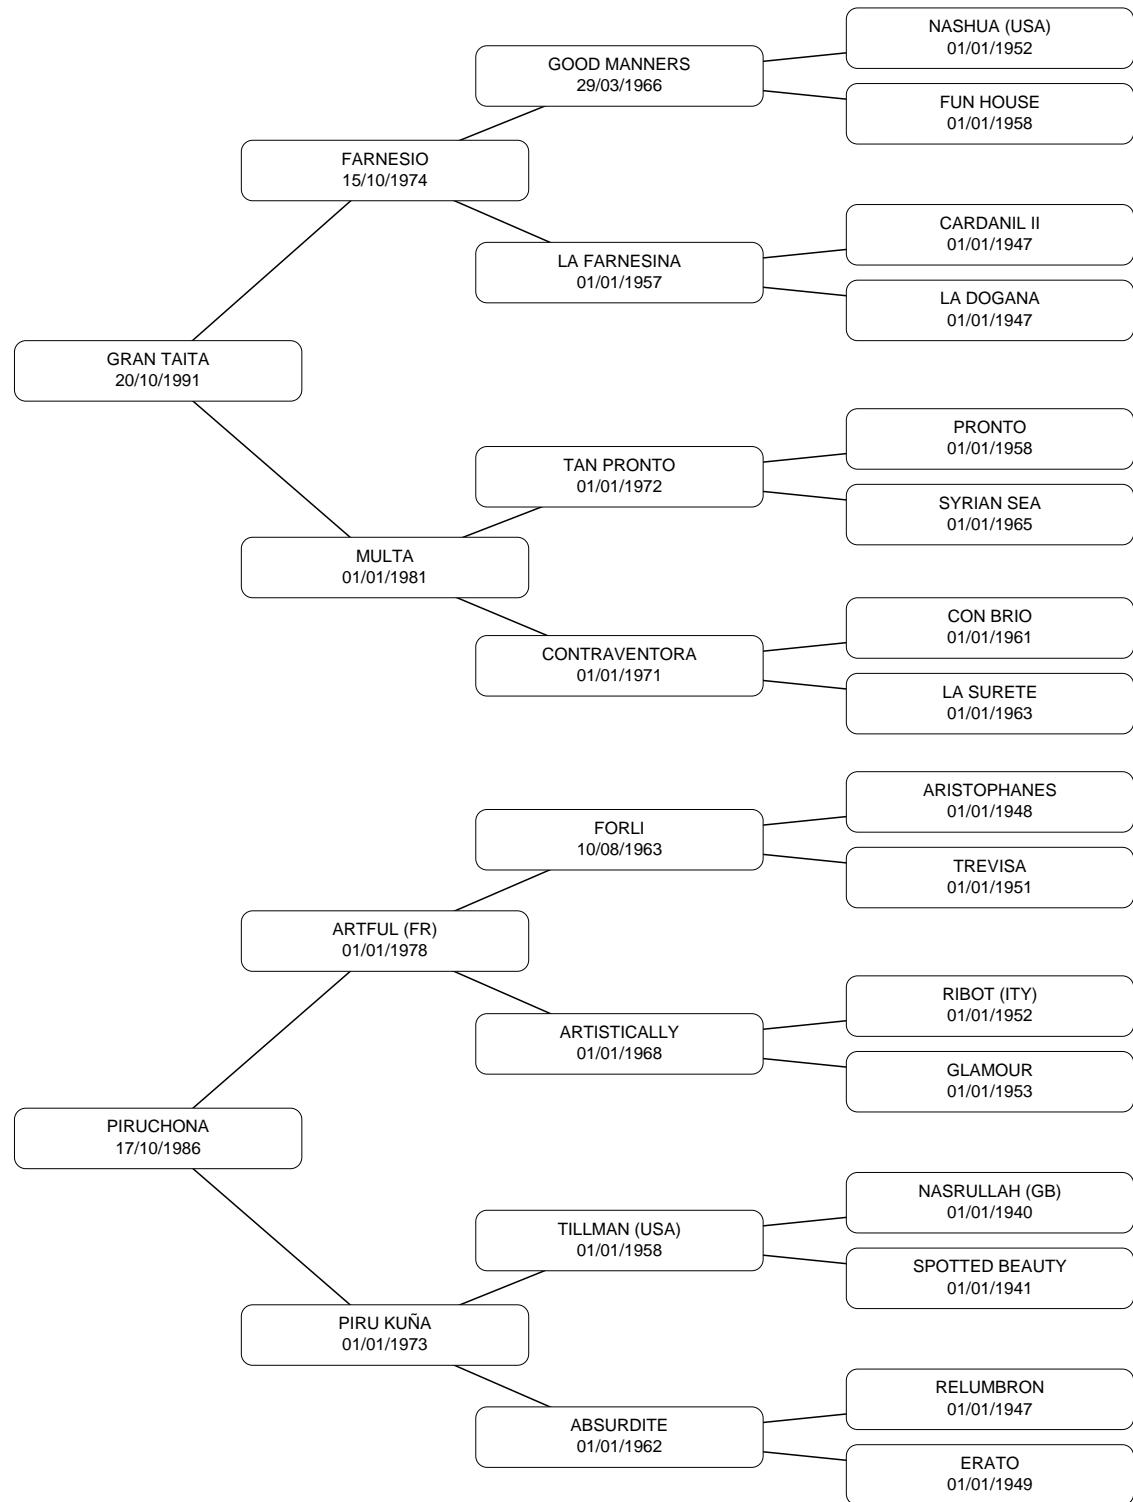 NASHUA (USA)
01/01/1952
GOOD MANNERS
29/03/1966
FUN HOUSE
01/01/1958
FARNESIO
15/10/1974
CARDANIL II
01/01/1947
LA FARNESINA
01/01/1957
LA DOGANA
01/01/1947
GRAN TAITA
20/10/1991
PRONTO
01/01/1958
TAN PRONTO
01/01/1972
SYRIAN SEA
01/01/1965
MULTA
01/01/1981
CON BRIO
01/01/1961
CONTRAVENTORA
01/01/1971
LA SURETE
01/01/1963
ARISTOPHANES
01/01/1948
FORLI
10/08/1963
TREVISA
01/01/1951
ARTFUL (FR)
01/01/1978
RIBOT (ITY)
01/01/1952
ARTISTICALLY
01/01/1968
GLAMOUR
01/01/1953
PIRUCHONA
17/10/1986
NASRULLAH (GB)
01/01/1940
TILLMAN (USA)
01/01/1958
SPOTTED BEAUTY
01/01/1941
PIRU KUÑA
01/01/1973
RELUMBRON
01/01/1947
ABSURDITE
01/01/1962
ERATO
01/01/1949